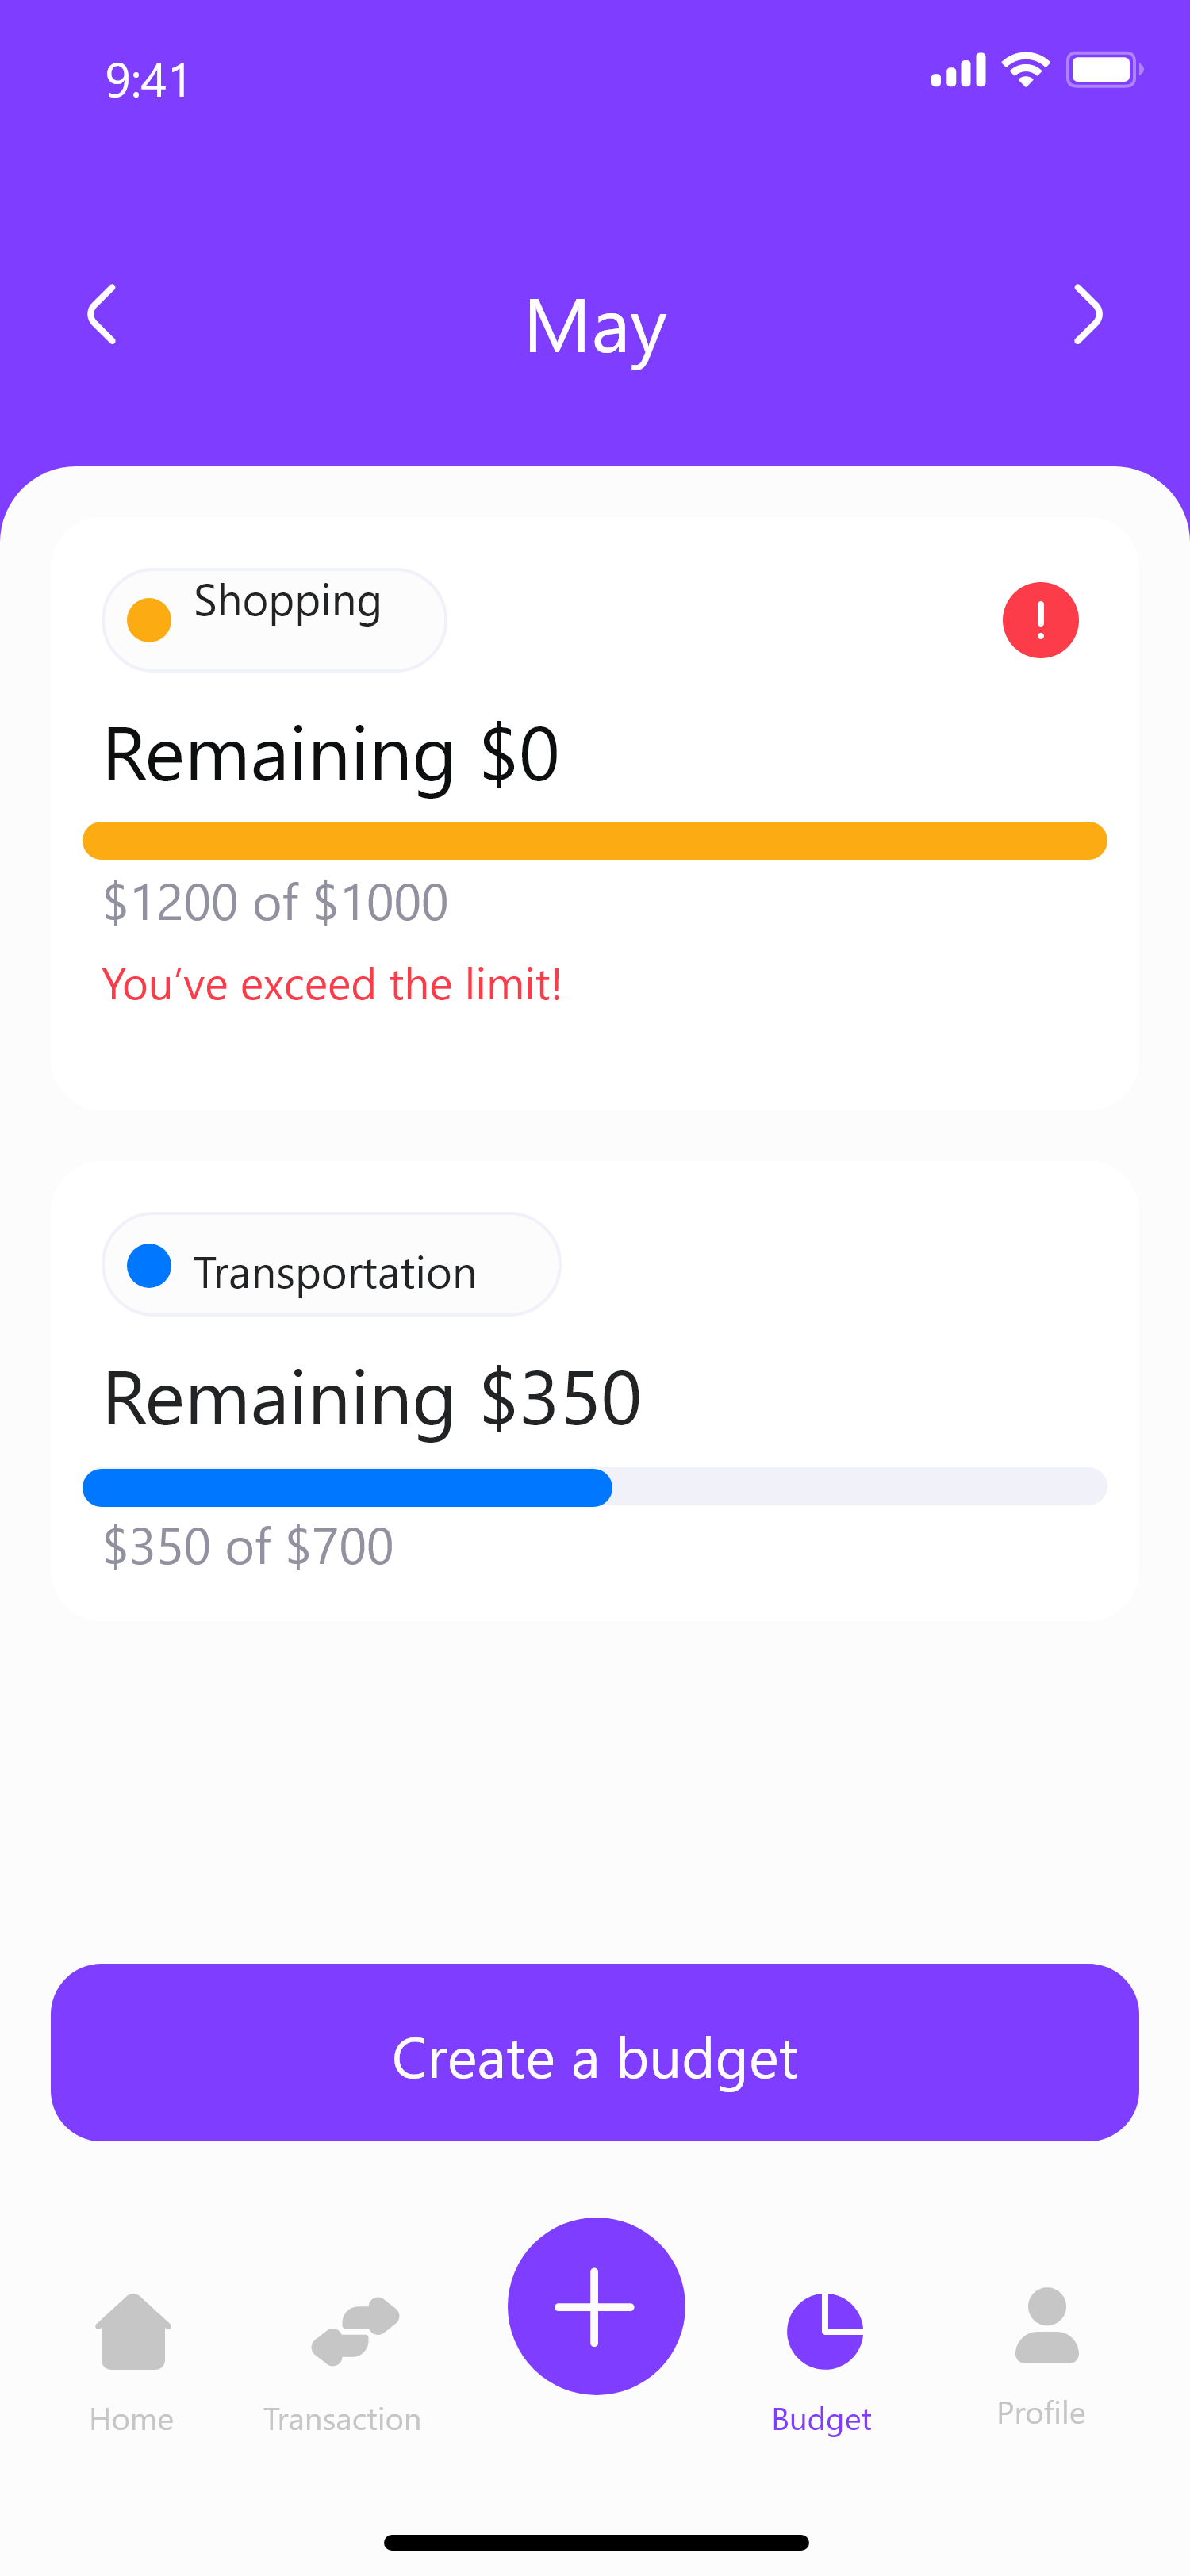 9:41
May
Shopping
Remaining $0
$1200 of $1000
You’ve exceed the limit!
Transportation
Remaining $350
$350 of $700
Create a budget
Home
Transaction
Budget
Profile